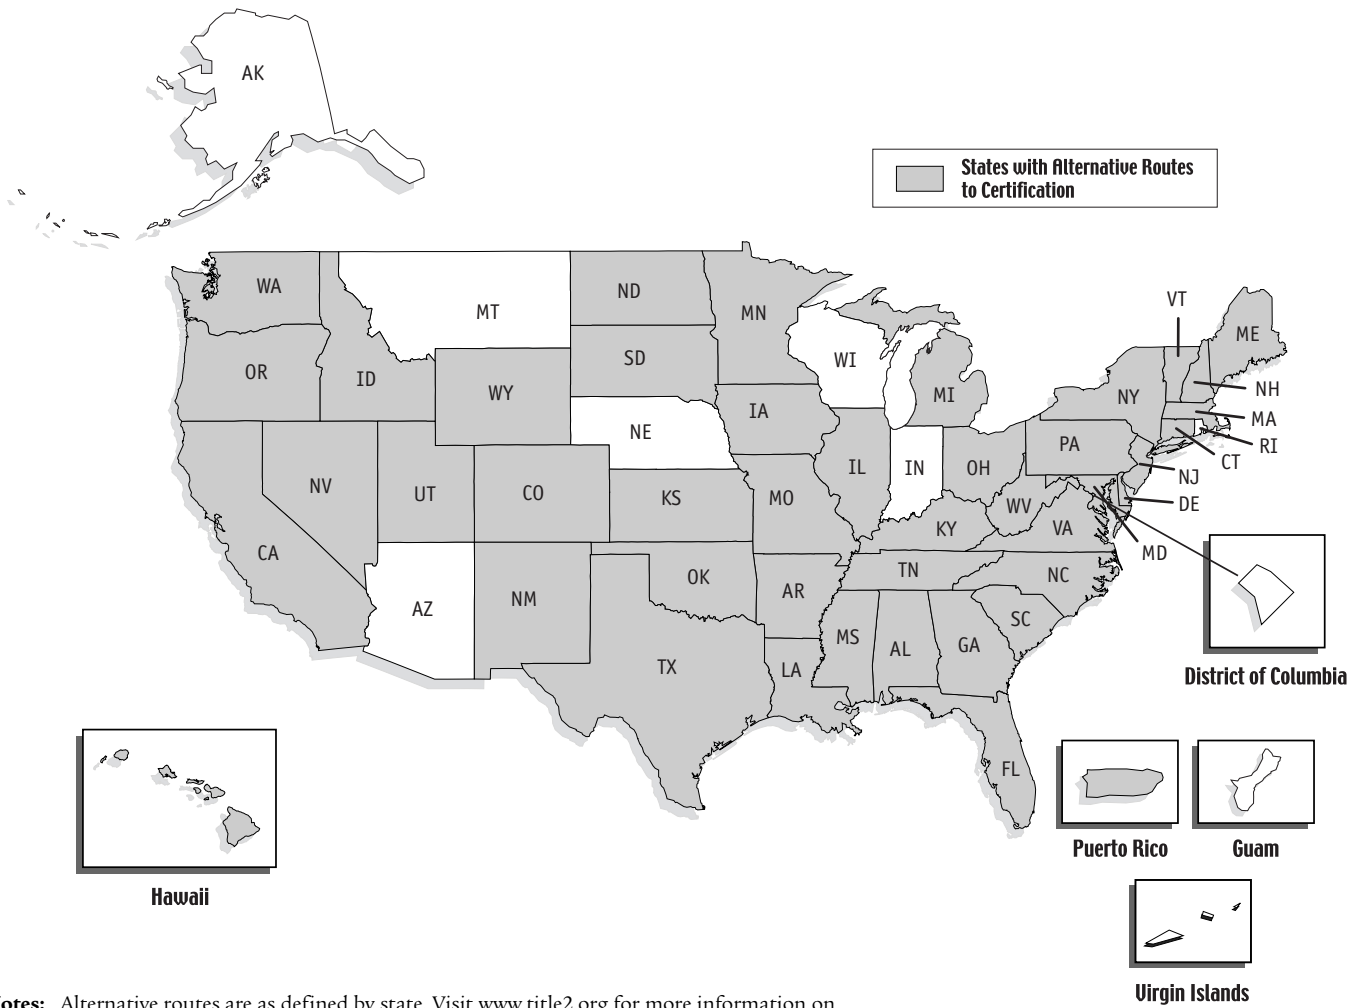 AK
States with Alternative Routes
to Certification
WA
MT
ND
MN
VT
ME
OR
ID
WY
SD
WI
MI
NY
NH
MA
RI
CT
IA
NE
PA
NJ
DE
NV
UT
CO
KS
MO
IL
IN
OH
WV
VA
KY
MD
CA
AZ
NM
OK
AR
TN
NC
TX
LA
MS
AL
GA
SC
FL
District of Columbia
Puerto Rico
Guam
Hawaii
Virgin Islands
otes: Alternative routes are as defined by state. Visit www.title2.org for more information on